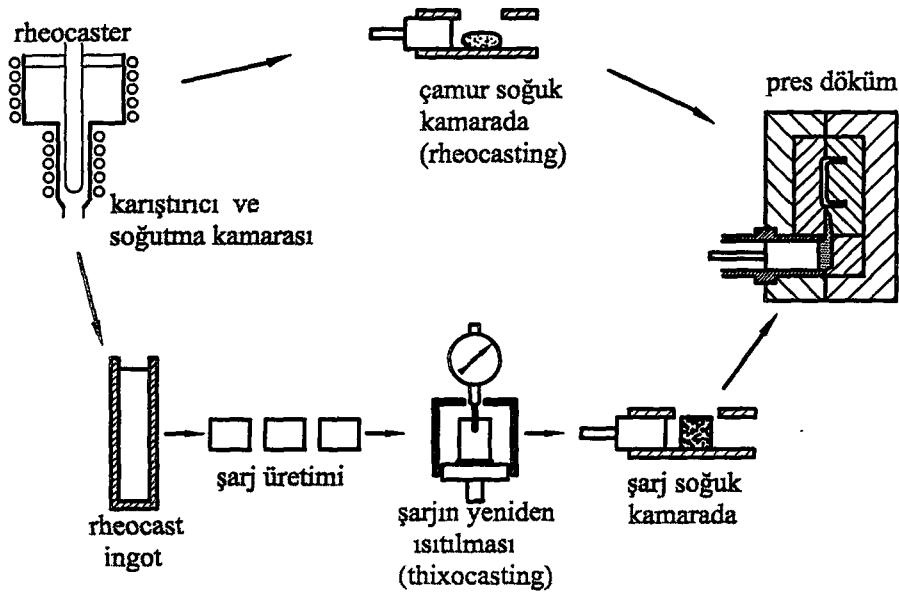 rheocaster
karıştırıcı ve
soğutma kamarası
çamur soğuk
kamarada
(rheocasting)
pres döküm
rheocast
ingot
şarj üretimi
şarjın yeniden
ısıtılması
(thixocasting)
şarj soğuk
kamarada